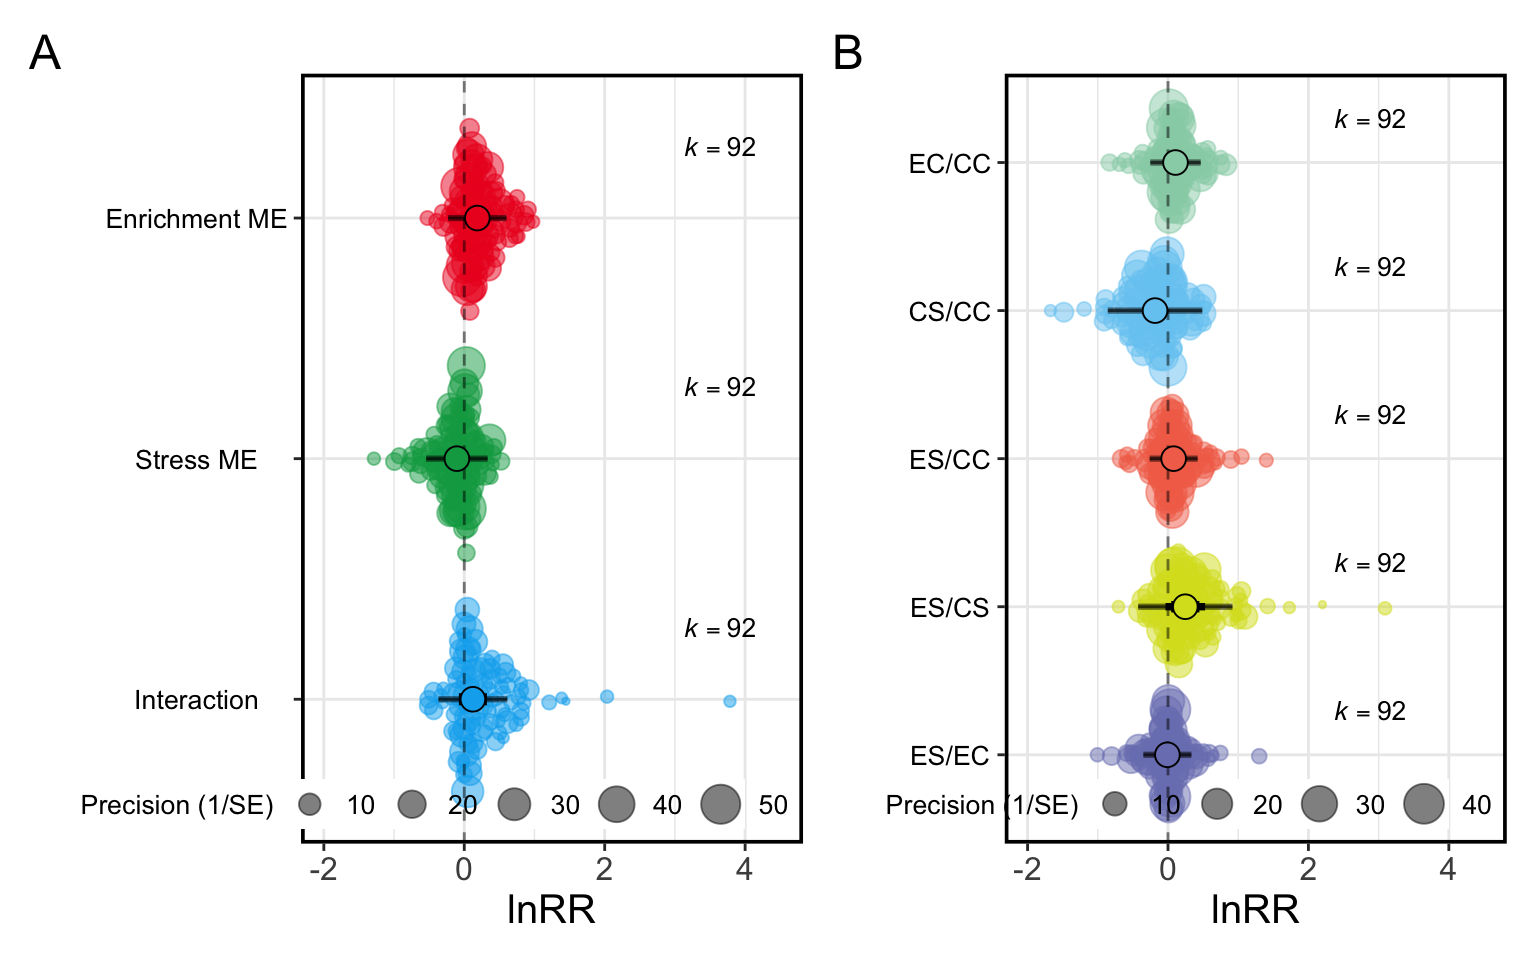 A
Enrichment ME
k = 92
Stress ME
k = 92
Interaction
k = 92
Precision (1/SE) 10 20 30 40 50
-2 0 2 4
lnRR
B
EC/CC
k = 92
CS/CC
k = 92
ES/CC
k = 92
ES/CS
k = 92
ES/EC
k = 92
Precision (1/SE) 10 20 30 40
-2 0 2 4
lnRR